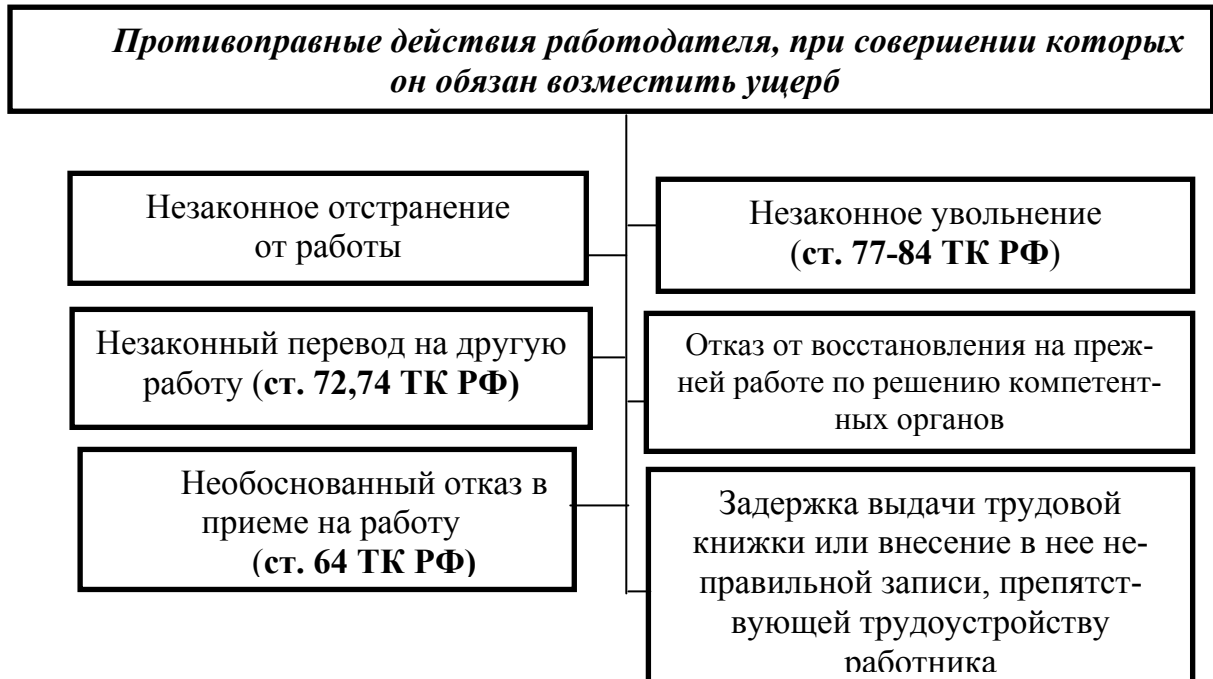 Противоправные действия работодателя, при совершении которых
он обязан возместить ущерб
Незаконное отстранение
от работы
Незаконное увольнение
(ст. 77-84 ТК РФ)
Незаконный перевод на другую
работу (ст. 72,74 ТК РФ)
Отказ от восстановления на преж-
ней работе по решению компетент-
ных органов
Необоснованный отказ в
приеме на работу
(ст. 64 ТК РФ)
Задержка выдачи трудовой
книжки или внесение в нее не-
правильной записи, препятст-
вующей трудоустройству
работника